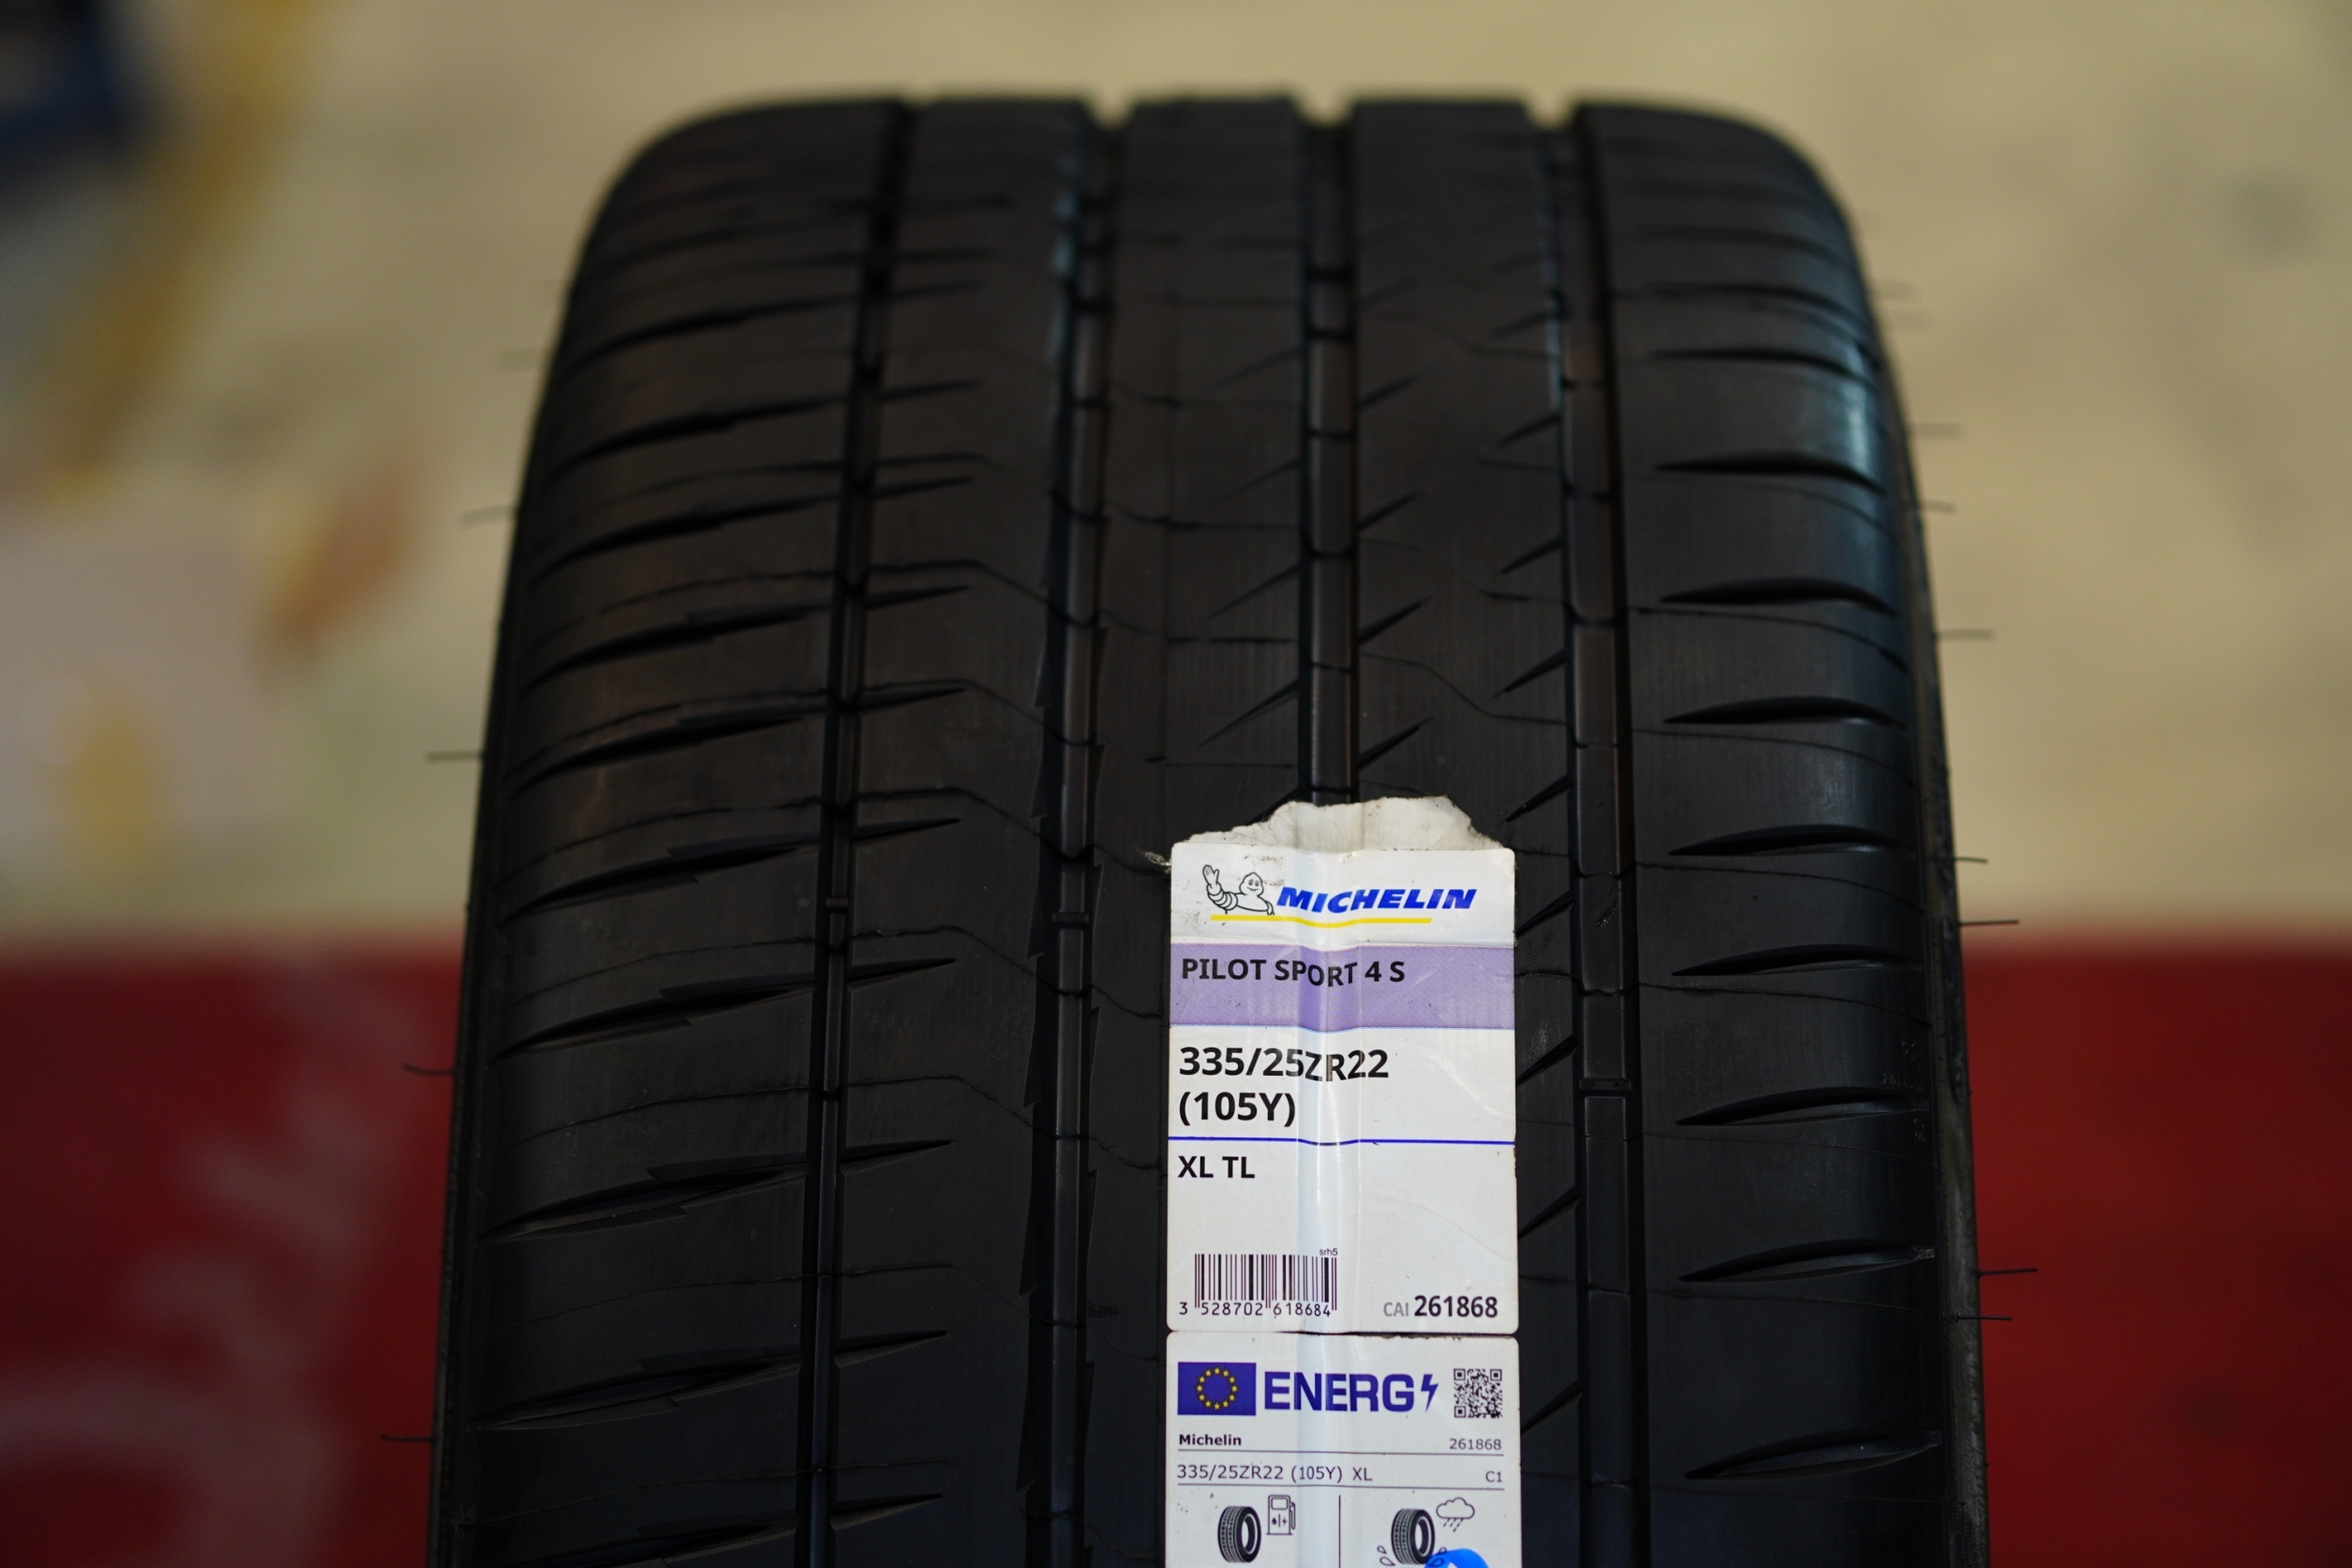 MICHELIN
PILOT SPORT 4 S
335/25ZR22
(105Y)
XL TL
srh5
3 528702 618684
CAI 261868
ENERG
Michelin 261868
335/25ZR22 (105Y) XL C1